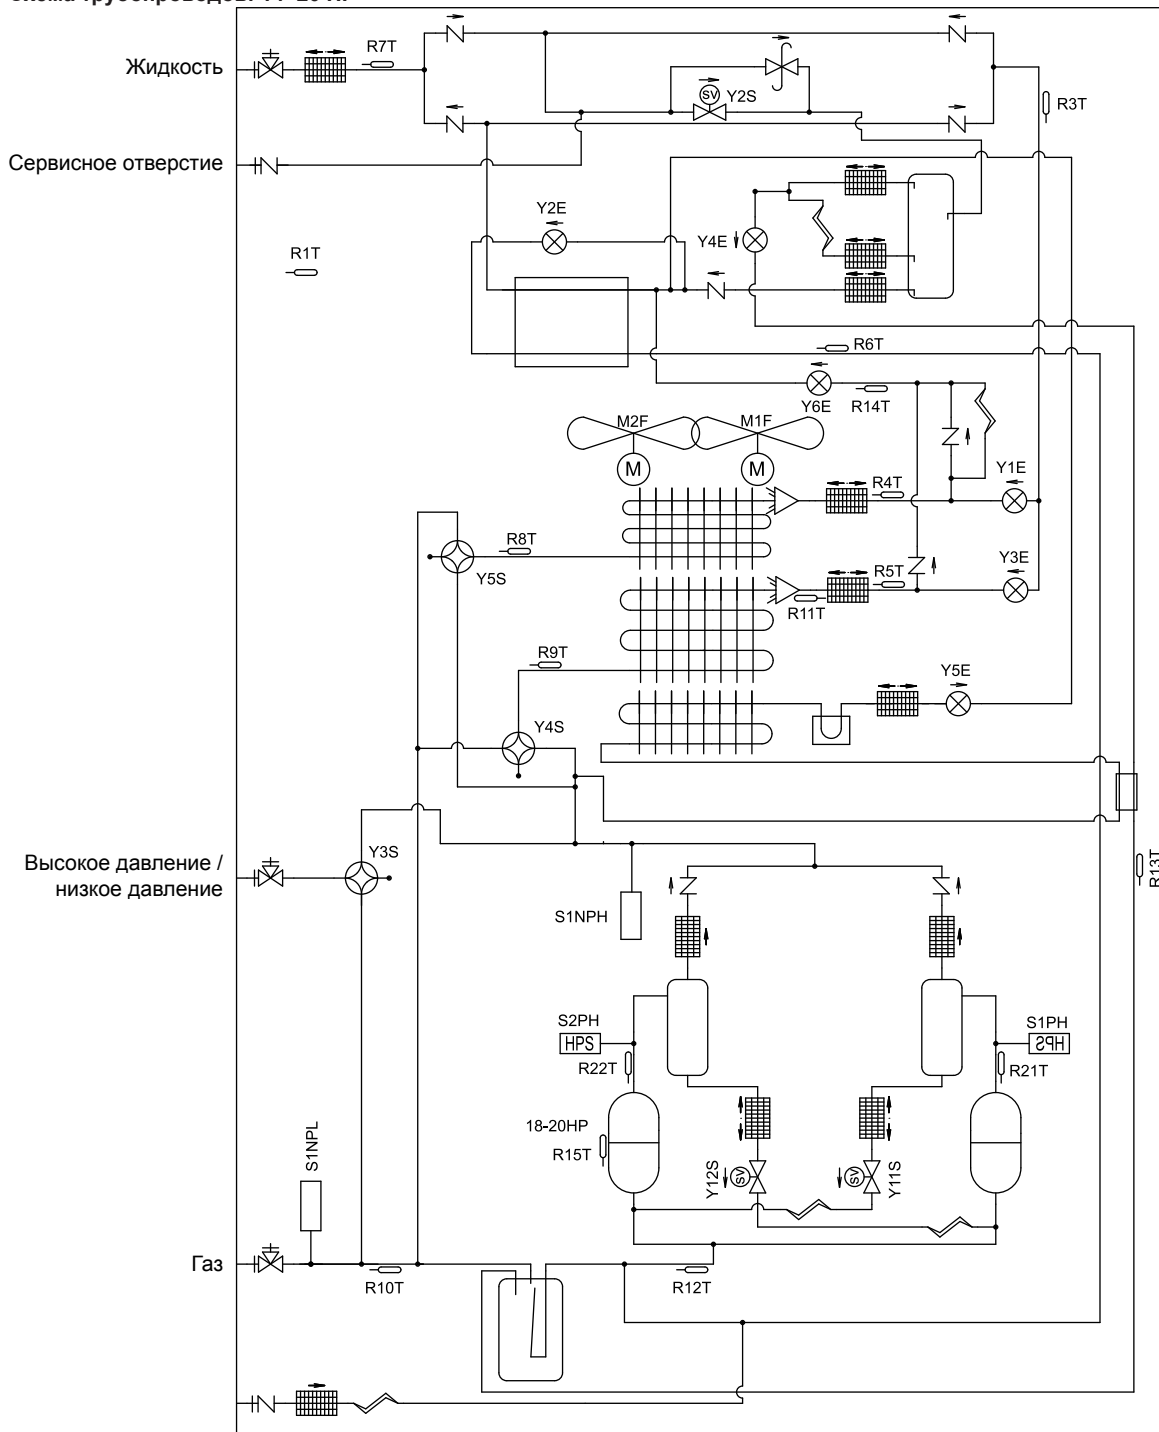 R7T
Жидкость
SV
Y2S
R3T
Сервисное отверстие
Y2E
Y4E
R1T
R6T
Y6E
R14T
M2F
M1F
M
M
Y1E
R4T
R8T
Y5S
Y3E
R5T
R11T
R9T
Y5E
Y4S
Высокое давление /
низкое давление
Y3S
R13T
S1NPH
S2PH
HPS
S1PH
HPS
R22T
R21T
18-20HP
R15T
S1NPL
Y12S
SV
SV
Y11S
Газ
R10T
R12T